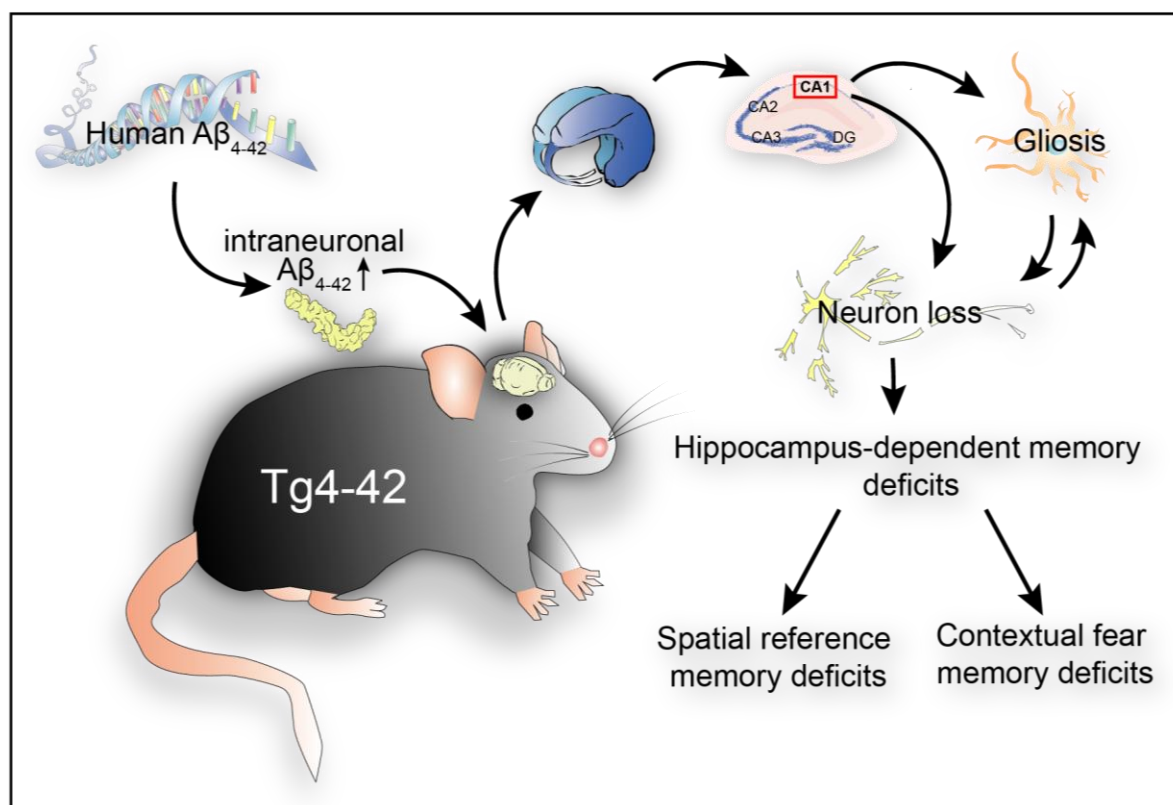 Human Aβ₄₋₄₂
intraneuronal
Aβ₄₋₄₂↑
Tg4-42
CA1
CA2
CA3
DG
Gliosis
Neuron loss
Hippocampus-dependent memory
deficits
Spatial reference
memory deficits
Contextual fear
memory deficits